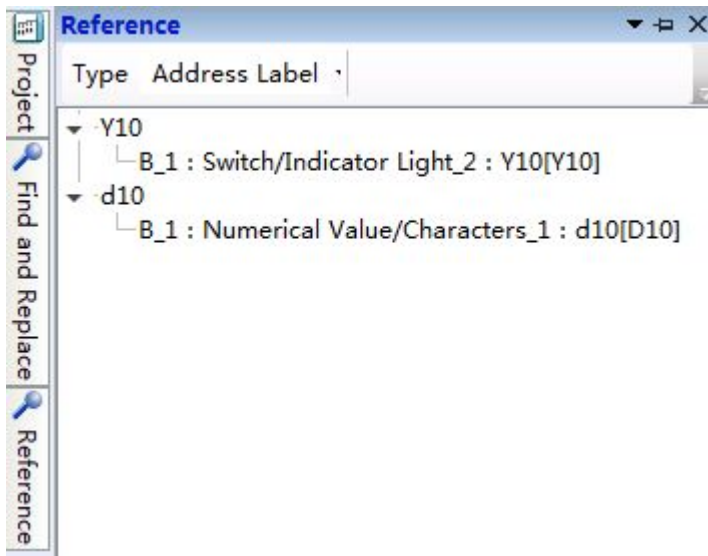 Reference
Type Address Label
Y10
B_1 : Switch/Indicator Light_2 : Y10[Y10]
d10
B_1 : Numerical Value/Characters_1 : d10[D10]
Project
Find and Replace
Reference